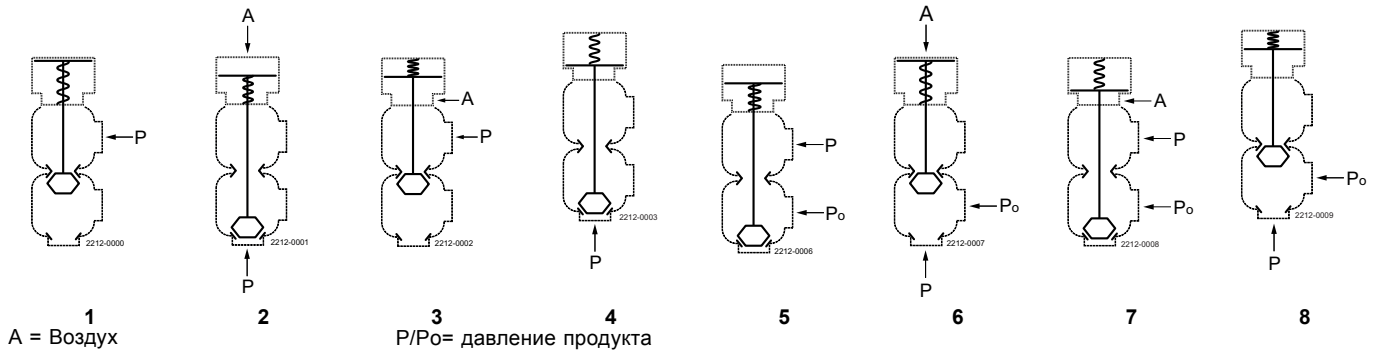 A A
P P P P A P
A
Po Po Po Po
2212-0000 2212-0001 2212-0002 2212-0003 2212-0006 2212-0007 2212-0008 2212-0009
P P P P
1 2 3 4 5 6 7 8
A = Воздух P/Po= давление продукта